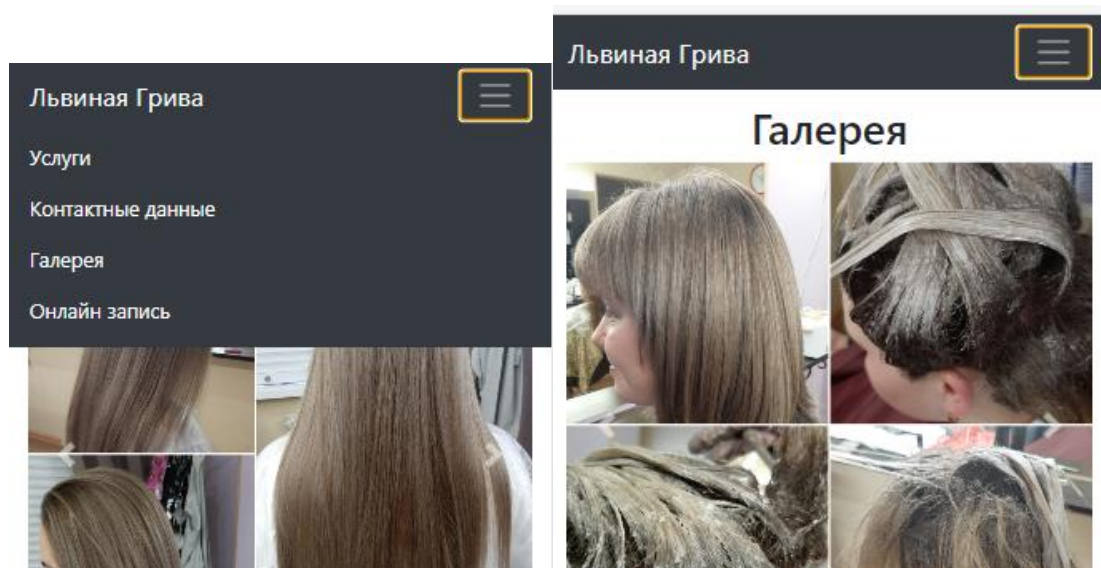 Львиная Грива
Услуги
Контактные данные
Галерея
Онлайн запись
Львиная Грива
Галерея